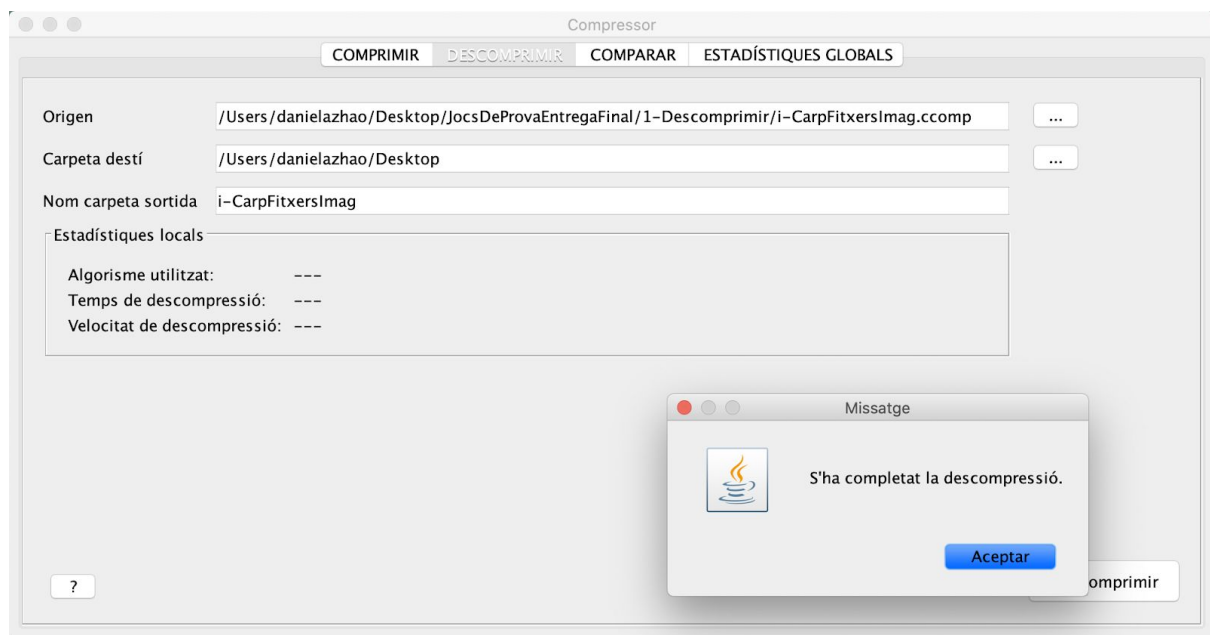 Compressor
COMPRIMIR DESCOMPRIMIR COMPARAR ESTADÍSTIQUES GLOBALS
Origen /Users/danielazhao/Desktop/JocsDeProvaEntregaFinal/1-Descomprimir/i-CarpFitxersImag.ccomp ...
Carpeta destí /Users/danielazhao/Desktop ...
Nom carpeta sortida i-CarpFitxersImag
Estadístiques locals
Algorisme utilitzat: ---
Temps de descompressió: ---
Velocitat de descompressió: ---
Missatge
S'ha completat la descompressió.
Aceptar
? omprimir